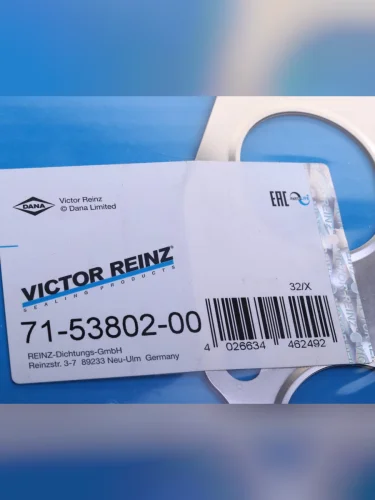 DANA
Victor Reinz
© Dana Limited
EAC
VICTOR REINZ®
SEALING PRODUCTS
32/X
71-53802-00
4 026634 462492
REINZ-Dichtungs-GmbH
Reinzstr. 3-7 89233 Neu-Ulm Germany